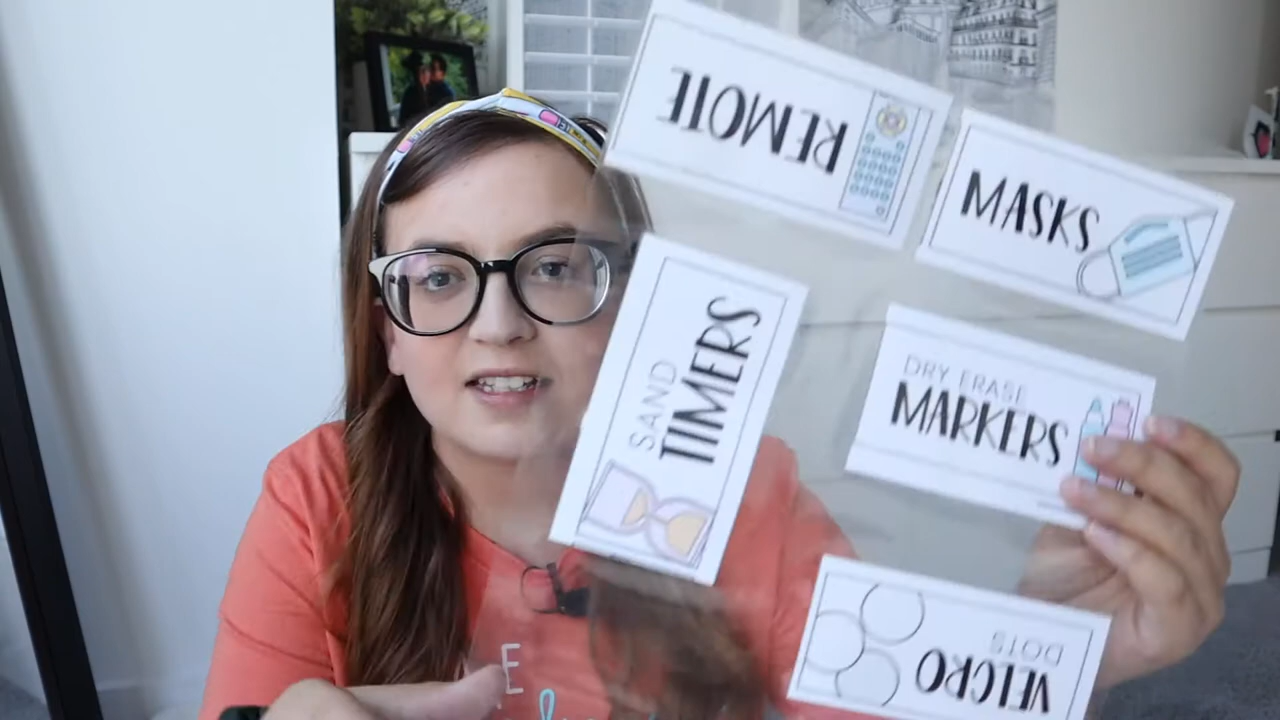 REMOTE
MASKS
SAND
TIMERS
DRY ERASE
MARKERS
VELCRO
DOTS
E